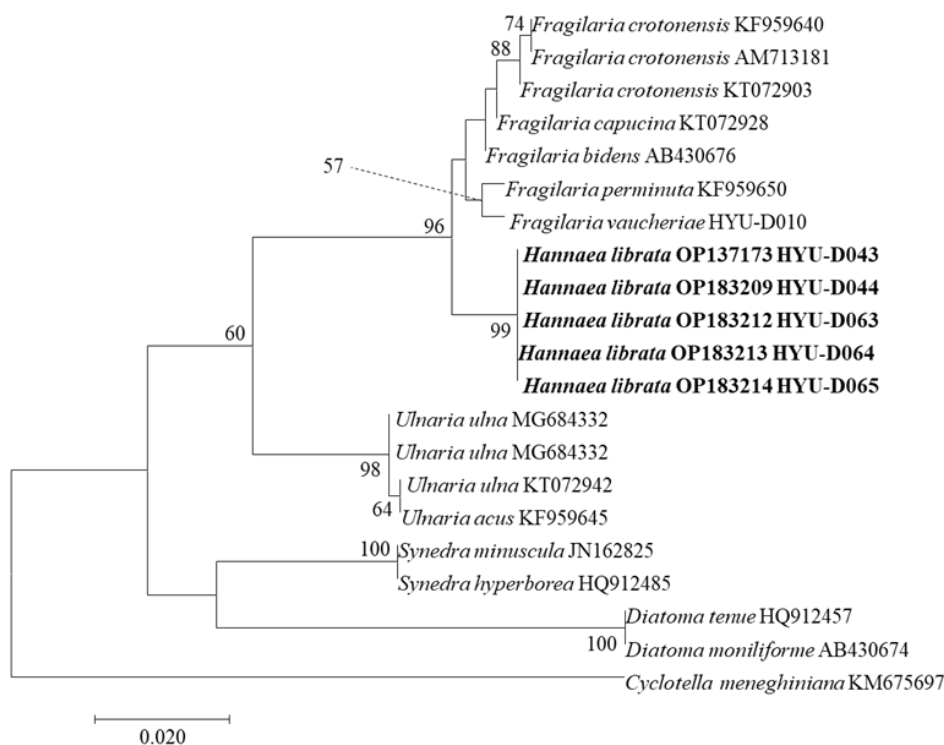 74 Fragilaria crotonensis KF959640
88 Fragilaria crotonensis AM713181
Fragilaria crotonensis KT072903
Fragilaria capucina KT072928
Fragilaria bidens AB430676
57 Fragilaria perminuta KF959650
Fragilaria vaucheriae HYU-D010
96
Hannaea librata OP137173 HYU-D043
Hannaea librata OP183209 HYU-D044
Hannaea librata OP183212 HYU-D063
60 99 Hannaea librata OP183213 HYU-D064
Hannaea librata OP183214 HYU-D065
Ulnaria ulna MG684332
Ulnaria ulna MG684332
98 Ulnaria ulna KT072942
64 Ulnaria acus KF959645
100 Synedra minuscula JN162825
Synedra hyperborea HQ912485
Diatoma tenue HQ912457
100 Diatoma moniliforme AB430674
Cyclotella meneghiniana KM675697
0.020